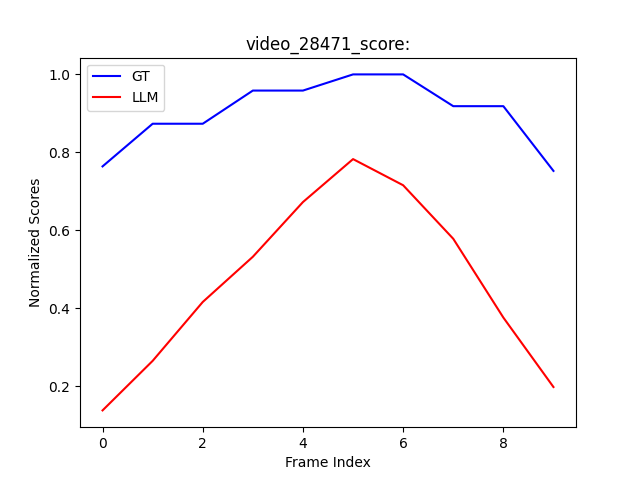 video_28471_score:
GT
LLM
1.0
0.8
0.6
0.4
0.2
Normalized Scores
0 2 4 6 8
Frame Index